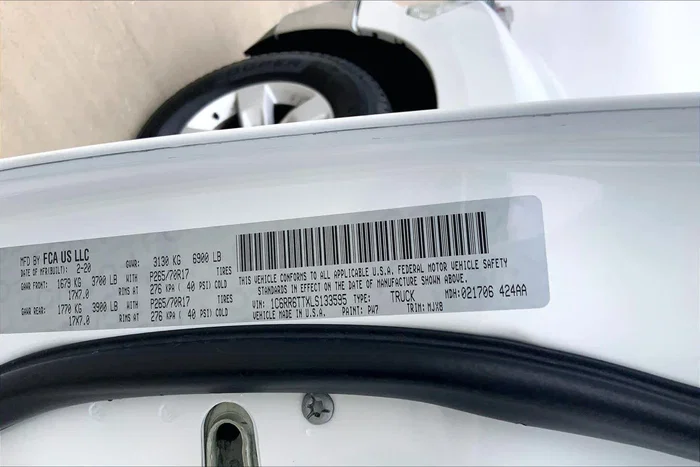 MFD BY FCA US LLC
DATE OF MFR(BUILT): 2-20 GVWR: 3130 KG 6900 LB
GAWR FRONT: 1679 KG 3700 LB P265/70R17 TIRES
17X7.0 RIMS AT 276 KPA ( 40 PSI) COLD
GAWR REAR: 1770 KG 3900 LB P265/70R17 TIRES
17X7.0 RIMS AT 276 KPA ( 40 PSI) COLD
THIS VEHICLE CONFORMS TO ALL APPLICABLE U.S.A. FEDERAL MOTOR VEHICLE SAFETY
STANDARDS IN EFFECT ON THE DATE OF MANUFACTURE SHOWN ABOVE.
VIN: 1C6RR6TTXLS133595 TYPE: TRUCK MDH: 021706 424AA
VEHICLE MADE IN U.S.A. PAINT: PW7 TRIM: MJX8